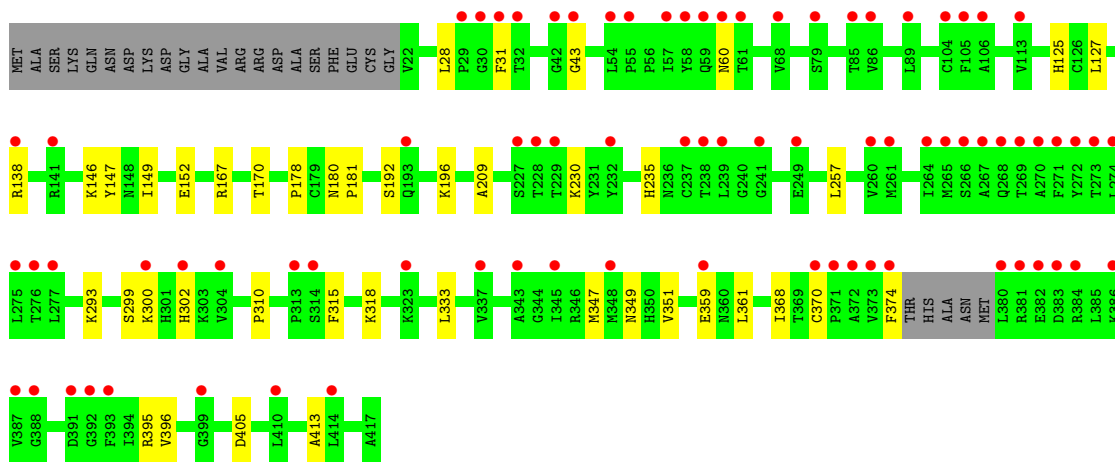 MET ALA SER LYS GLN ASN ASP LYS ASP GLY ALA VAL ARG ARG ASP ALA SER PHE GLU CYS GLY V22 L28 P29 G30 F31 T32 G42 G43 L54 P55 P56 I57 Y58 Q59 N60 T61 V68 S79 T85 V86 L89 C104 F105 A106 V113 H125 C126 L127
R138 R141 K146 Y147 N148 I149 E152 R167 T170 P178 C179 N180 P181 S192 Q193 K196 A209 S227 T228 T229 K230 Y231 Y232 H235 N236 C237 T238 L239 G240 G241 E249 L257 V260 M261 I264 M265 S266 A267 Q268 T269 A270 F271 Y272 T273 L274
L275 T276 L277 K293 S299 K300 H301 H302 K303 V304 P310 P313 S314 F315 K318 K323 L333 V337 A343 G344 I345 R346 M347 M348 N349 H350 V351 E359 N360 L361 I368 T369 C370 P371 A372 V373 F374 THR HIS ALA ASN MET L380 R381 E382 D383 R384 L385 K386
V387 G388 D391 G392 F393 I394 R395 V396 G399 D405 L410 A413 L414 A417